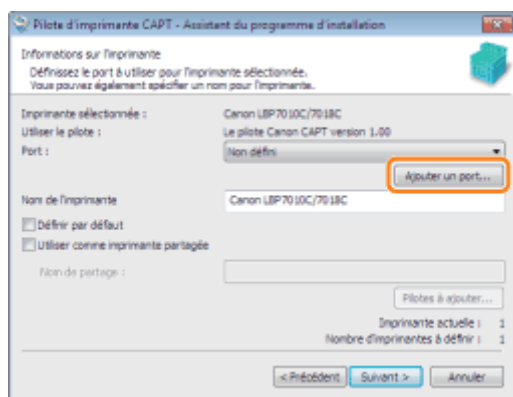 Pilote d'imprimante CAPT - Assistant du programme d'installation
Informations sur l'imprimante
Définissez le port à utiliser pour l'imprimante sélectionnée.
Vous pouvez également spécifier un nom pour l'imprimante.
Imprimante sélectionnée : Canon LBP7010C/7018C
Utiliser le pilote : Le pilote Canon CAPT version 1.00
Port : Non défini
Ajouter un port...
Nom de l'imprimante Canon LBP7010C/7018C
Définir par défaut
Utiliser comme imprimante partagée
Nom de partage :
Pilotes à ajouter...
Imprimante actuelle : 1
Nombre d'imprimantes à définir : 1
< Précédent Suivant > Annuler